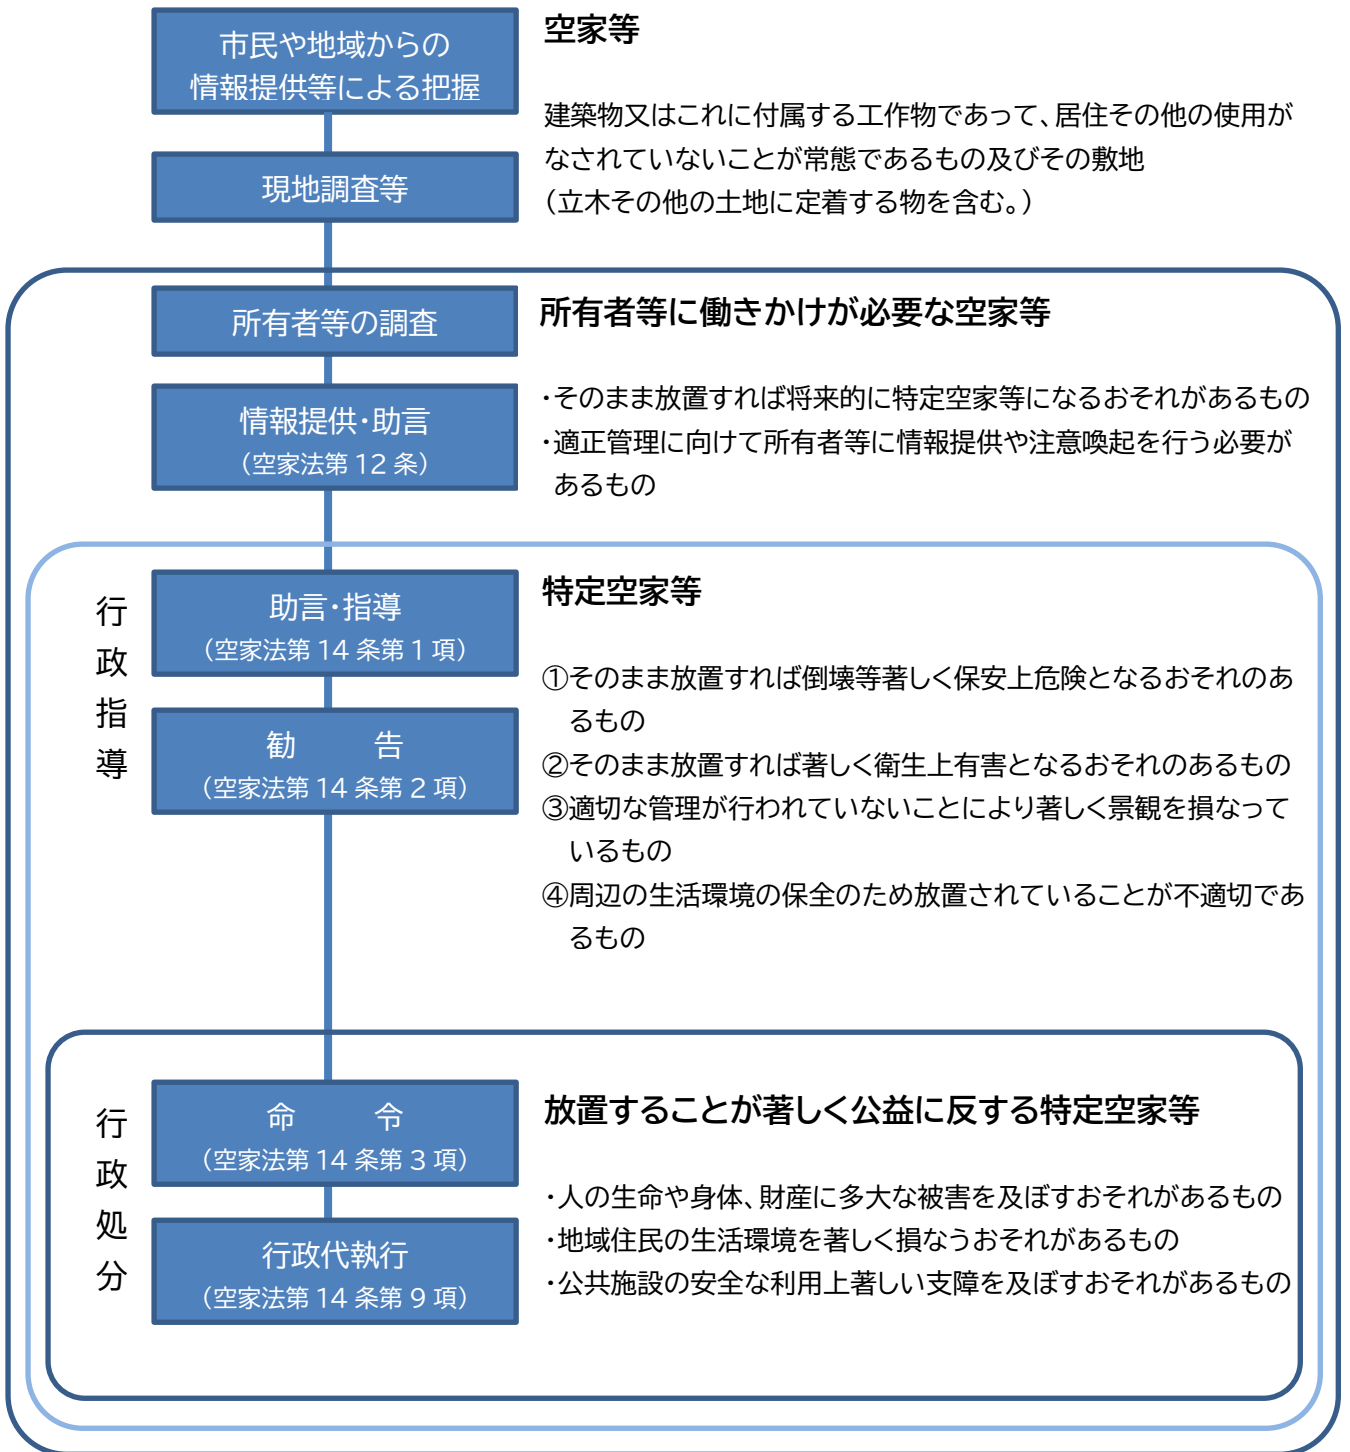 市民や地域からの
情報提供等による把握
空家等
建築物又はこれに付属する工作物であって、居住その他の使用が
なされていないことが常態であるもの及びその敷地
（立木その他の土地に定着する物を含む。）
現地調査等
所有者等の調査
所有者等に働きかけが必要な空家等
情報提供・助言
（空家法第12条）
・そのまま放置すれば将来的に特定空家等になるおそれがあるもの
・適正管理に向けて所有者等に情報提供や注意喚起を行う必要が
あるもの
行政指導
助言・指導
（空家法第14条第1項）
勧　告
（空家法第14条第2項）
特定空家等
①そのまま放置すれば倒壊等著しく保安上危険となるおそれのあ
るもの
②そのまま放置すれば著しく衛生上有害となるおそれのあるもの
③適切な管理が行われていないことにより著しく景観を損なって
いるもの
④周辺の生活環境の保全のため放置されていることが不適切であ
るもの
行政処分
命　令
（空家法第14条第3項）
行政代執行
（空家法第14条第9項）
放置することが著しく公益に反する特定空家等
・人の生命や身体、財産に多大な被害を及ぼすおそれがあるもの
・地域住民の生活環境を著しく損なうおそれがあるもの
・公共施設の安全な利用上著しい支障を及ぼすおそれがあるもの